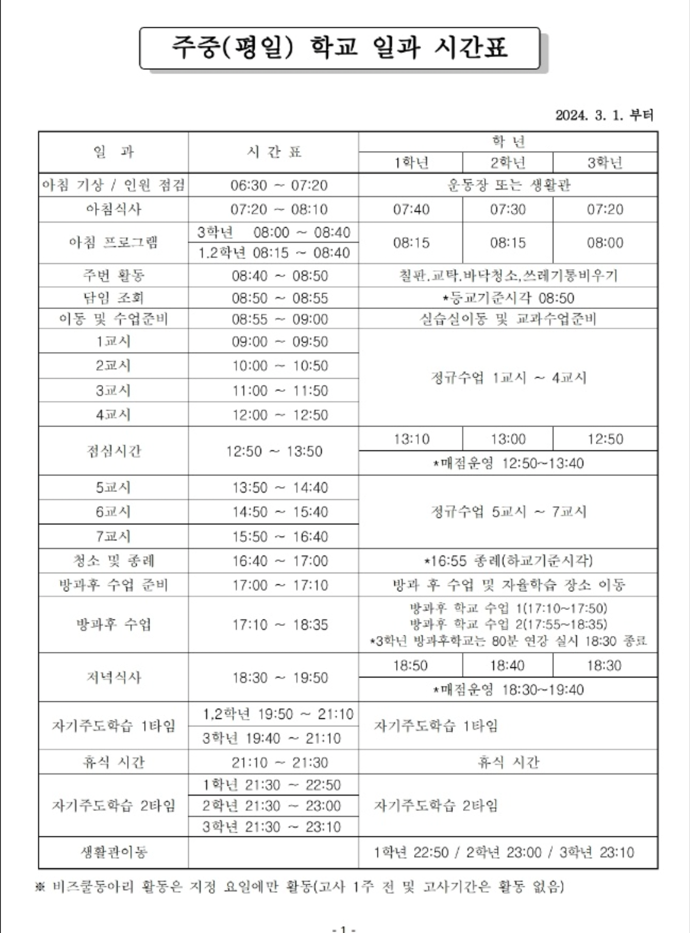 주중(평일) 학교 일과 시간표
2024. 3. 1. 부터
일 과 시 간 표 학 년
1학년 2학년 3학년
아침 기상 / 인원 점검 06:30 ~ 07:20 운동장 또는 생활관
아침식사 07:20 ~ 08:10 07:40 07:30 07:20
아침 프로그램 3학년 08:00 ~ 08:40 08:15 08:15 08:00
1.2학년 08:15 ~ 08:40
주번 활동 08:40 ~ 08:50 칠판,교탁,바닥청소,쓰레기통비우기
담임 조회 08:50 ~ 08:55 *등교기준시각 08:50
이동 및 수업준비 08:55 ~ 09:00 실습실이동 및 교과수업준비
1교시 09:00 ~ 09:50 정규수업 1교시 ~ 4교시
2교시 10:00 ~ 10:50
3교시 11:00 ~ 11:50
4교시 12:00 ~ 12:50
점심시간 12:50 ~ 13:50 13:10 13:00 12:50
*매점운영 12:50~13:40
5교시 13:50 ~ 14:40 정규수업 5교시 ~ 7교시
6교시 14:50 ~ 15:40
7교시 15:50 ~ 16:40
청소 및 종례 16:40 ~ 17:00 *16:55 종례(하교기준시각)
방과후 수업 준비 17:00 ~ 17:10 방과 후 수업 및 자율학습 장소 이동
방과후 수업 17:10 ~ 18:35 방과후 학교 수업 1(17:10~17:50)
방과후 학교 수업 2(17:55~18:35)
*3학년 방과후학교는 80분 연강 실시 18:30 종료
저녁식사 18:30 ~ 19:50 18:50 18:40 18:30
*매점운영 18:30~19:40
자기주도학습 1타임 1,2학년 19:50 ~ 21:10 자기주도학습 1타임
3학년 19:40 ~ 21:10
휴식 시간 21:10 ~ 21:30 휴식 시간
자기주도학습 2타임 1학년 21:30 ~ 22:50 자기주도학습 2타임
2학년 21:30 ~ 23:00
3학년 21:30 ~ 23:10
생활관이동 1학년 22:50 / 2학년 23:00 / 3학년 23:10
※ 비즈쿨동아리 활동은 지정 요일에만 활동(고사 1주 전 및 고사기간은 활동 없음)
- 1 -